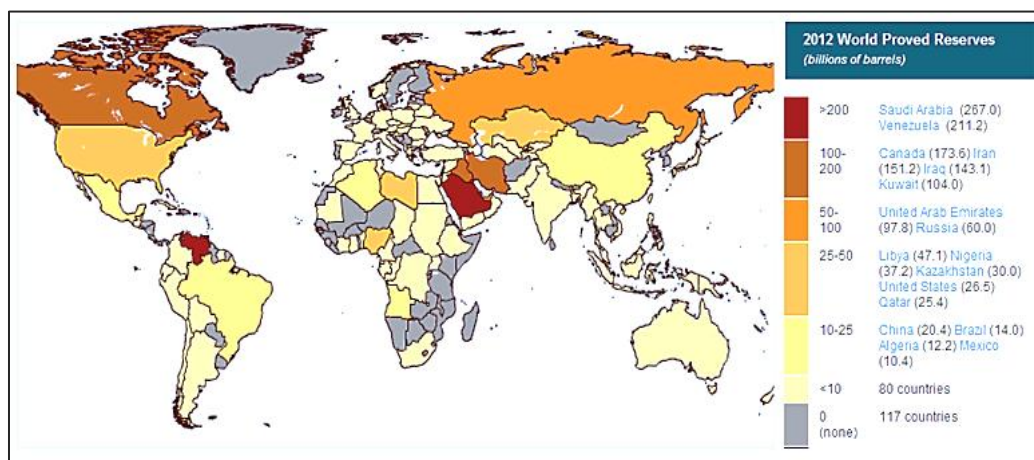 2012 World Proved Reserves
(billions of barrels)
>200 Saudi Arabia (267.0)
Venezuela (211.2)
100- Canada (173.6) Iran
200 (151.2) Iraq (143.1)
Kuwait (104.0)
50- United Arab Emirates
100 (97.8) Russia (60.0)
25-50 Libya (47.1) Nigeria
(37.2) Kazakhstan (30.0)
United States (26.5)
Qatar (25.4)
10-25 China (20.4) Brazil (14.0)
Algeria (12.2) Mexico
(10.4)
<10 80 countries
0 117 countries
(none)